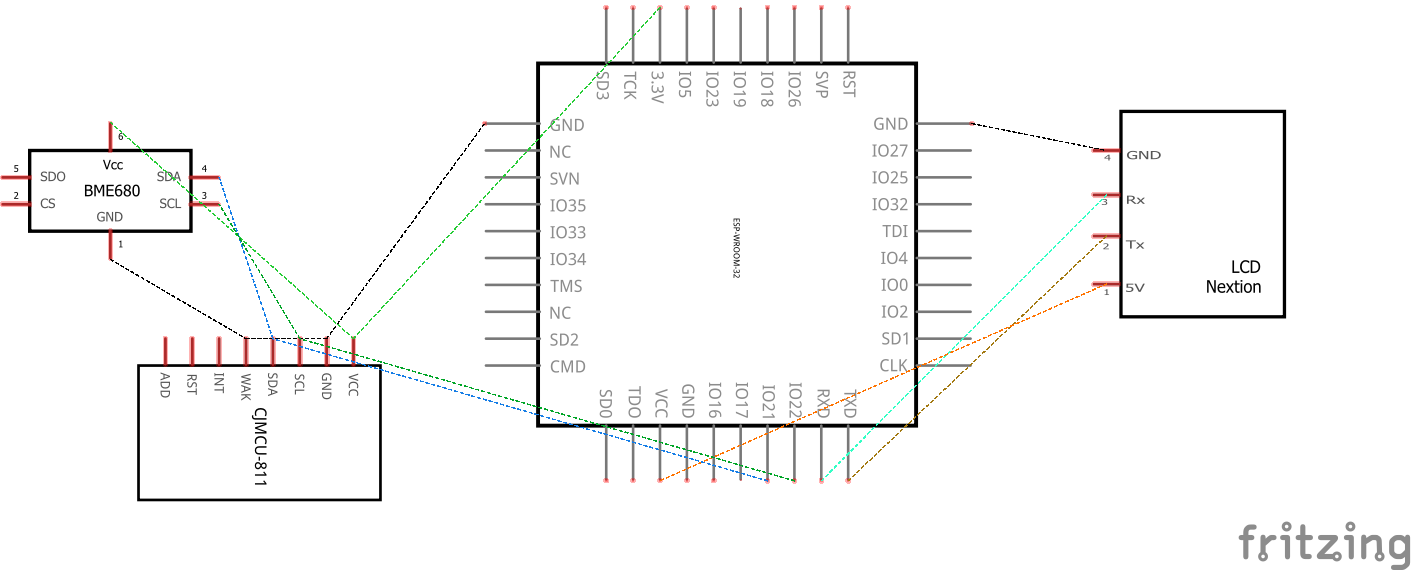 SD3
TCK
3.3V
IO5
IO23
IO19
IO18
IO26
SVP
RST
GND
NC
SVN
IO35
IO33
IO34
TMS
NC
SD2
CMD
ESP-WROOM-32
GND
IO27
IO25
IO32
TDI
IO4
IO0
IO2
SD1
CLK
SD0
TDO
VCC
GND
IO16
IO17
IO21
IO22
RXD
TXD
6
Vcc
5 SDO
SDA 4
BME680
2 CS
SCL 3
GND
1
ADD
RST
INT
WAK
SDA
SCL
GND
VCC
CJMCU-811
4 GND
3 Rx
2 Tx
1 5V
LCD
Nextion
fritzing